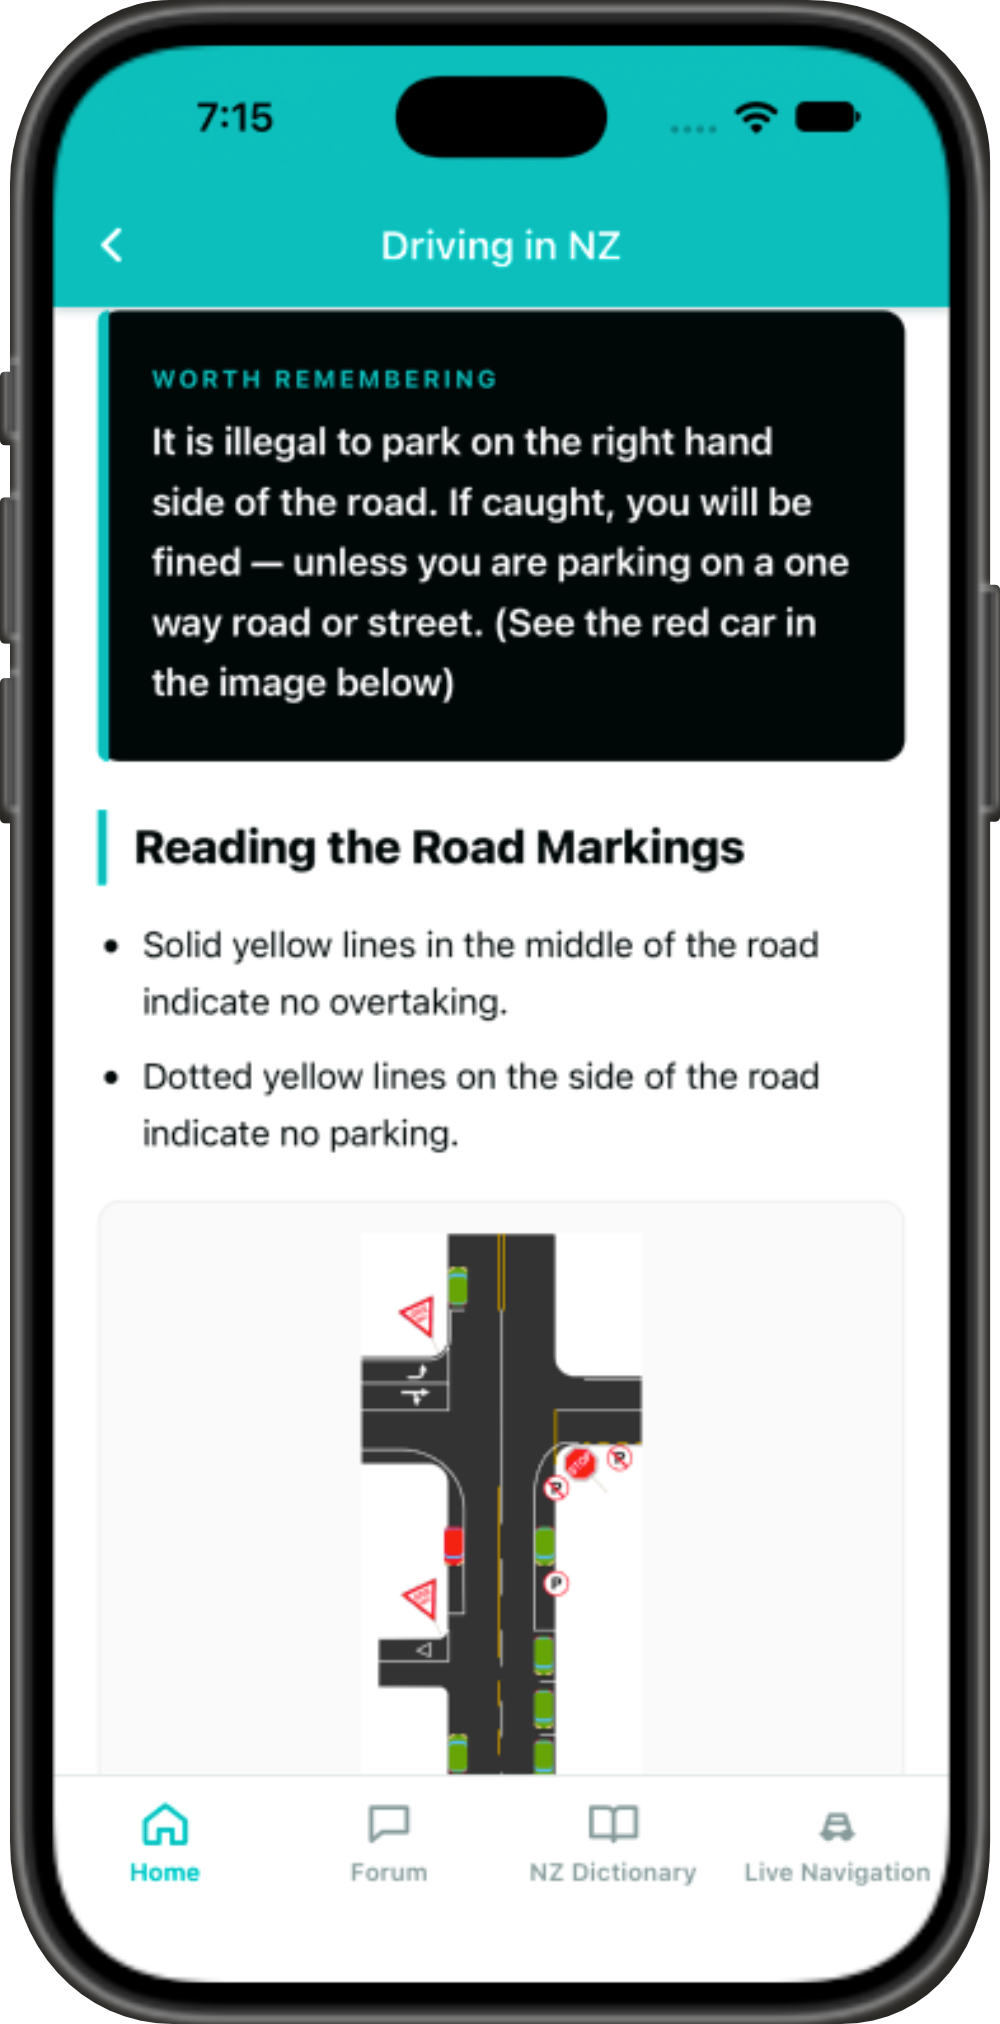 7:15
Driving in NZ
WORTH REMEMBERING
It is illegal to park on the right hand
side of the road. If caught, you will be
fined — unless you are parking on a one
way road or street. (See the red car in
the image below)
Reading the Road Markings
• Solid yellow lines in the middle of the road
indicate no overtaking.
• Dotted yellow lines on the side of the road
indicate no parking.
STOP
P
P
P
Home
Forum
NZ Dictionary
Live Navigation